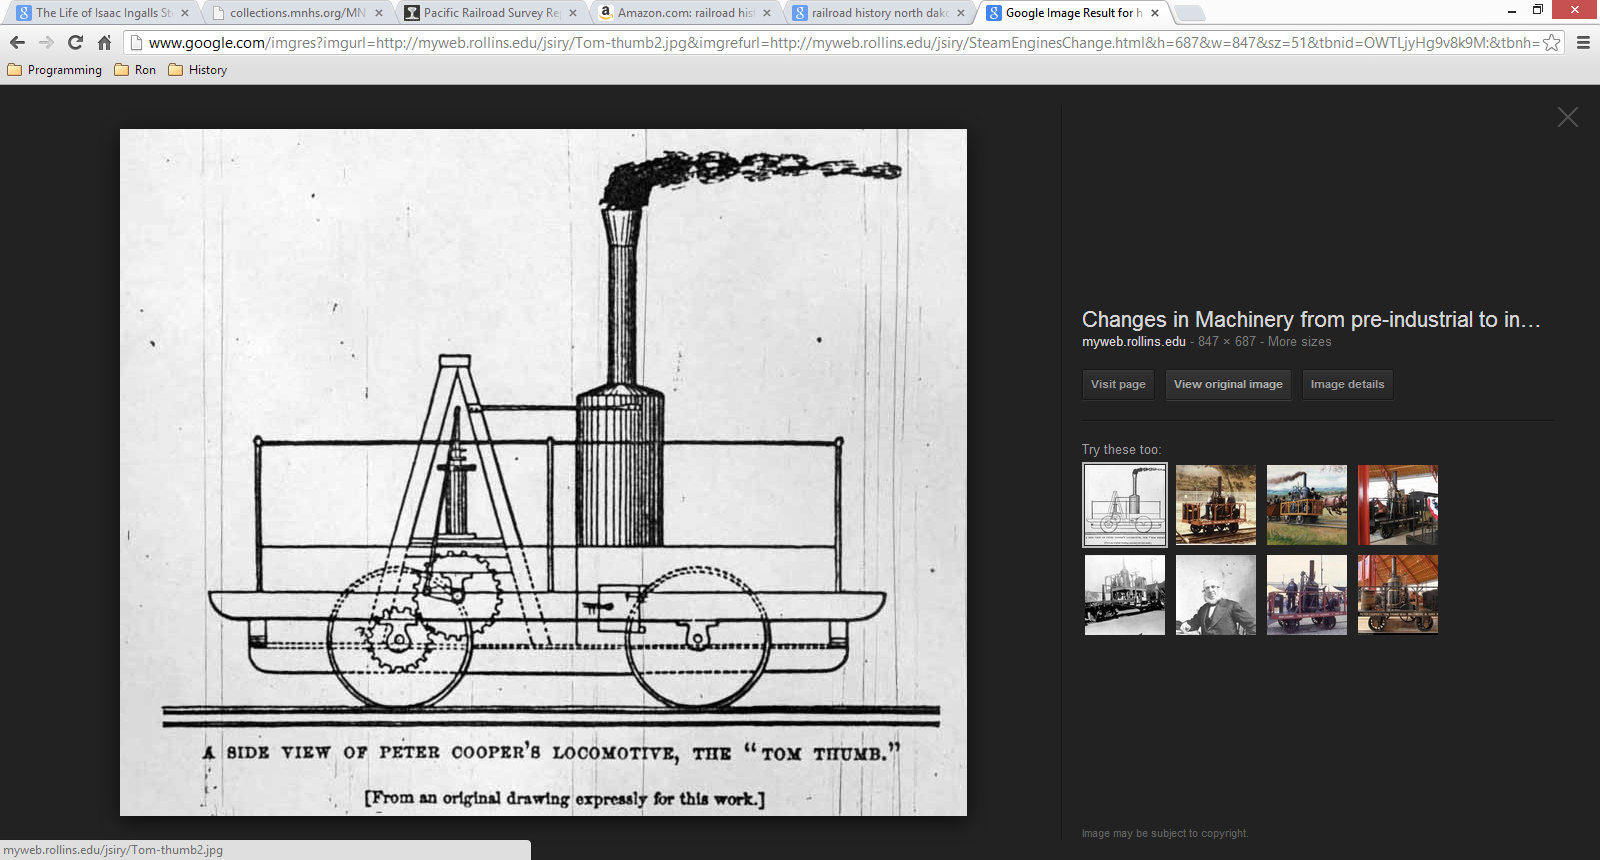 The Life of Isaac Ingalls St
collections.mnhs.org/MN
Pacific Railroad Survey Re
Amazon.com: railroad his
railroad history north dak
Google Image Result for h
www.google.com/imgres?imgurl=http://myweb.rollins.edu/jsiry/Tom-thumb2.jpg&imgrefurl=http://myweb.rollins.edu/jsiry/SteamEnginesChange.html&h=687&w=847&sz=51&tbnid=OWTLjyHg9v8k9M:&tbnh=
Programming
Ron
History
A SIDE VIEW OF PETER COOPER'S LOCOMOTIVE, THE "TOM THUMB."
[From an original drawing expressly for this work.]
Changes in Machinery from pre-industrial to in...
myweb.rollins.edu - 847 × 687 - More sizes
Visit page
View original image
Image details
Try these too:
Image may be subject to copyright.
myweb.rollins.edu/jsiry/Tom-thumb2.jpg